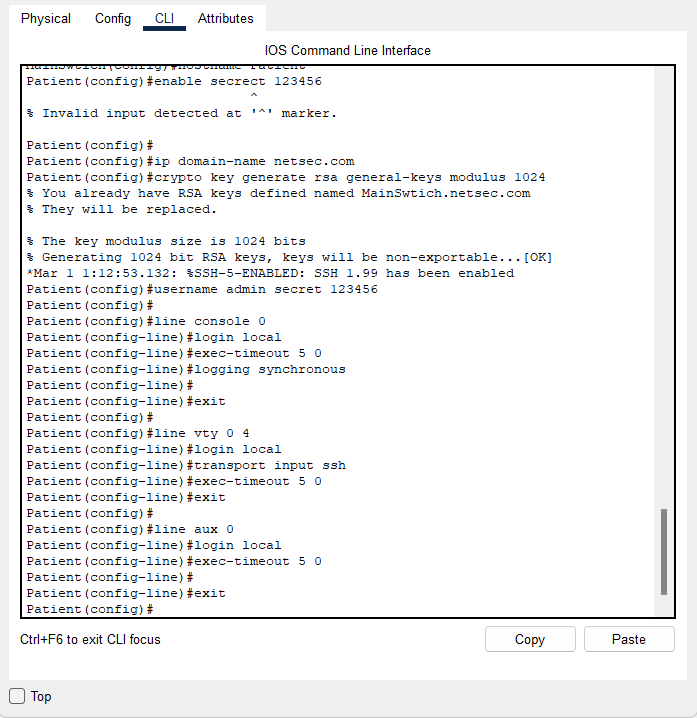 Physical Config CLI Attributes
IOS Command Line Interface
MainSwtich(config)#hostname Patient
Patient(config)#enable secrect 123456
^
% Invalid input detected at '^' marker.
Patient(config)#
Patient(config)#ip domain-name netsec.com
Patient(config)#crypto key generate rsa general-keys modulus 1024
% You already have RSA keys defined named MainSwtich.netsec.com
% They will be replaced.
% The key modulus size is 1024 bits
% Generating 1024 bit RSA keys, keys will be non-exportable...[OK]
*Mar 1 1:12:53.132: %SSH-5-ENABLED: SSH 1.99 has been enabled
Patient(config)#username admin secret 123456
Patient(config)#
Patient(config)#line console 0
Patient(config-line)#login local
Patient(config-line)#exec-timeout 5 0
Patient(config-line)#logging synchronous
Patient(config-line)#
Patient(config-line)#exit
Patient(config)#
Patient(config)#line vty 0 4
Patient(config-line)#login local
Patient(config-line)#transport input ssh
Patient(config-line)#exec-timeout 5 0
Patient(config-line)#exit
Patient(config)#
Patient(config)#line aux 0
Patient(config-line)#login local
Patient(config-line)#exec-timeout 5 0
Patient(config-line)#
Patient(config-line)#exit
Patient(config)#
Ctrl+F6 to exit CLI focus
Copy Paste
Top